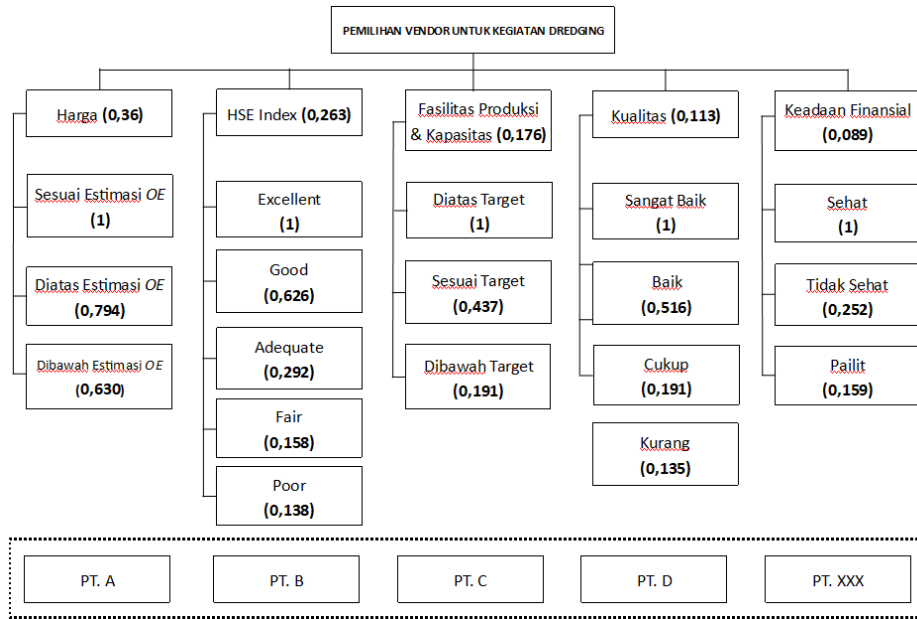 PEMILIHAN VENDOR UNTUK KEGIATAN DREDGING
Harga (0,36)
Sesuai Estimasi OE
(1)
Diatas Estimasi OE
(0,794)
Dibawah Estimasi OE
(0,630)
HSE Index (0,263)
Excellent
(1)
Good
(0,626)
Adequate
(0,292)
Fair
(0,158)
Poor
(0,138)
Fasilitas Produksi
& Kapasitas (0,176)
Diatas Target
(1)
Sesuai Target
(0,437)
Dibawah Target
(0,191)
Kualitas (0,113)
Sangat Baik
(1)
Baik
(0,516)
Cukup
(0,191)
Kurang
(0,135)
Keadaan Finansial
(0,089)
Sehat
(1)
Tidak Sehat
(0,252)
Pailit
(0,159)
PT. A
PT. B
PT. C
PT. D
PT. XXX